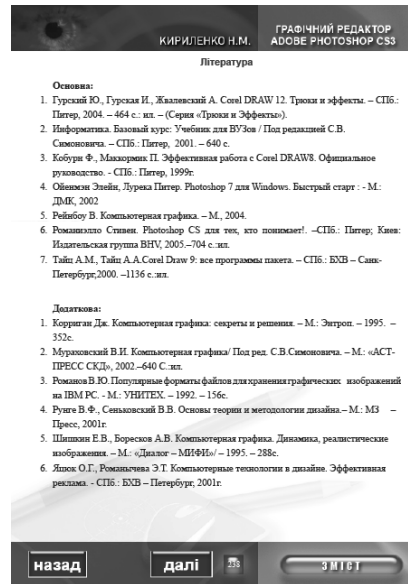 КИРИЛЕНКО Н.М.
ГРАФІЧНИЙ РЕДАКТОР
ADOBE PHOTOSHOP CS3
Література
Основна:
1. Гурский Ю., Гурская И., Жвалевский А. Corel DRAW 12. Трюки и эффекты. – СПб.:
Питер, 2004. – 464 с.: ил. – (Серия «Трюки и Эффекты»).
2. Информатика. Базовый курс: Учебник для ВУЗов / Под редакцией С.В.
Симоновича. – СПб.: Питер, 2001. – 640 с.
3. Кобурн Ф., Маккормик П. Эффективная работа с Corel DRAW8. Официальное
руководство. - СПб.: Питер, 1999г.
4. Ойенмэн Элейн, Лурека Питер. Photoshop 7 для Windows. Быстрый старт : - М.:
ДМК, 2002
5. Рейнбоу В. Компьютерная графика. – М., 2004.
6. Романиэлло Стивен. Photoshop CS для тех, кто понимает!. –СПб.: Питер; Киев:
Издательская группа BHV, 2005.–704 с.:ил.
7. Тайц А.М., Тайц А.А.Corel Draw 9: все программы пакета. – СПб.: БХВ – Санк-
Петербург,2000. –1136 с.:ил.
Додаткова:
1. Корриган Дж. Компьютерная графика: секреты и решения. – М.: Энтроп. – 1995. –
352с.
2. Мураховский В.И. Компьютерная графика/ Под ред. С.В.Симоновича. – М.: «АСТ-
ПРЕСС СКД», 2002.–640 С.:ил.
3. Романов В.Ю. Популярные форматы файлов для хранения графических изображений
на IBM PC. - М.: УНИТЕХ. – 1992. – 156с.
4. Рунге В.Ф., Сеньковский В.В. Основы теории и методологии дизайна.– М.: МЗ –
Пресс, 2001г.
5. Шишкин Е.В., Боресков А.В. Компьютерная графика. Динамика, реалистические
изображения. – М.: «Диалог – МИФИ»/ – 1995. – 288с.
6. Яцюк О.Г., Романычева Э.Т. Компьютерные технологии в дизайне. Эффективная
реклама. - СПб.: БХВ – Петербург, 2001г.
назад
далі
238
ЗМІСТ